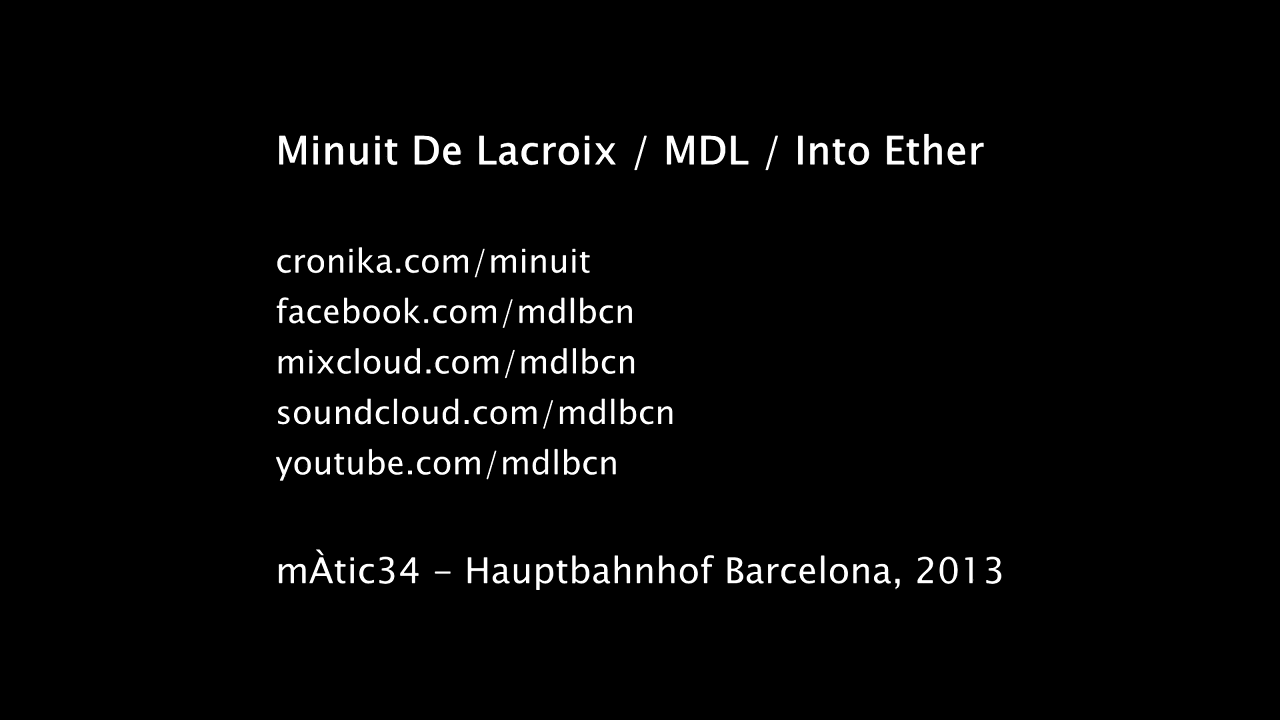 Minuit De Lacroix / MDL / Into Ether
cronika.com/minuit
facebook.com/mdlbcn
mixcloud.com/mdlbcn
soundcloud.com/mdlbcn
youtube.com/mdlbcn
mÀtic34 - Hauptbahnhof Barcelona, 2013